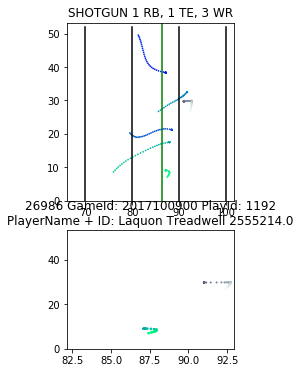 SHOTGUN 1 RB, 1 TE, 3 WR
50
40
30
20
10
0
70 80 90 100
26986 GameId: 2017100900 PlayId: 1192
PlayerName + ID: Laquon Treadwell 2555214.0
40
20
0
82.5 85.0 87.5 90.0 92.5